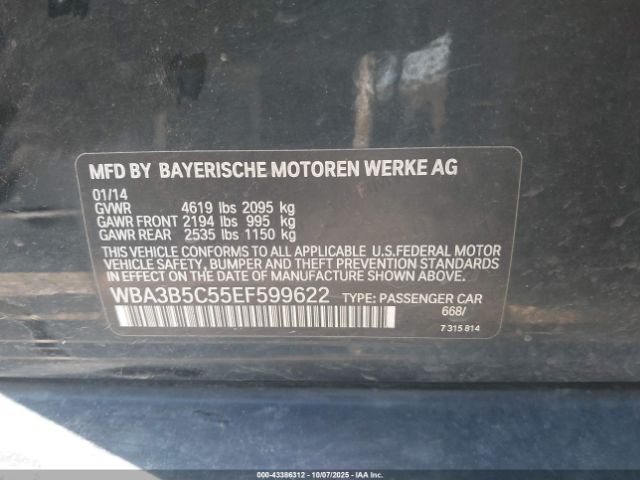 MFD BY BAYERISCHE MOTOREN WERKE AG
01/14
GVWR 4619 lbs 2095 kg
GAWR FRONT 2194 lbs 995 kg
GAWR REAR 2535 lbs 1150 kg
THIS VEHICLE CONFORMS TO ALL APPLICABLE U.S.FEDERAL MOTOR
VEHICLE SAFETY, BUMPER AND THEFT PREVENTION STANDARDS
IN EFFECT ON THE DATE OF MANUFACTURE SHOWN ABOVE.
WBA3B5C55EF599622 TYPE: PASSENGER CAR
668/
7 315 814
000-43386312 - 10/07/2025 - IAA Inc.